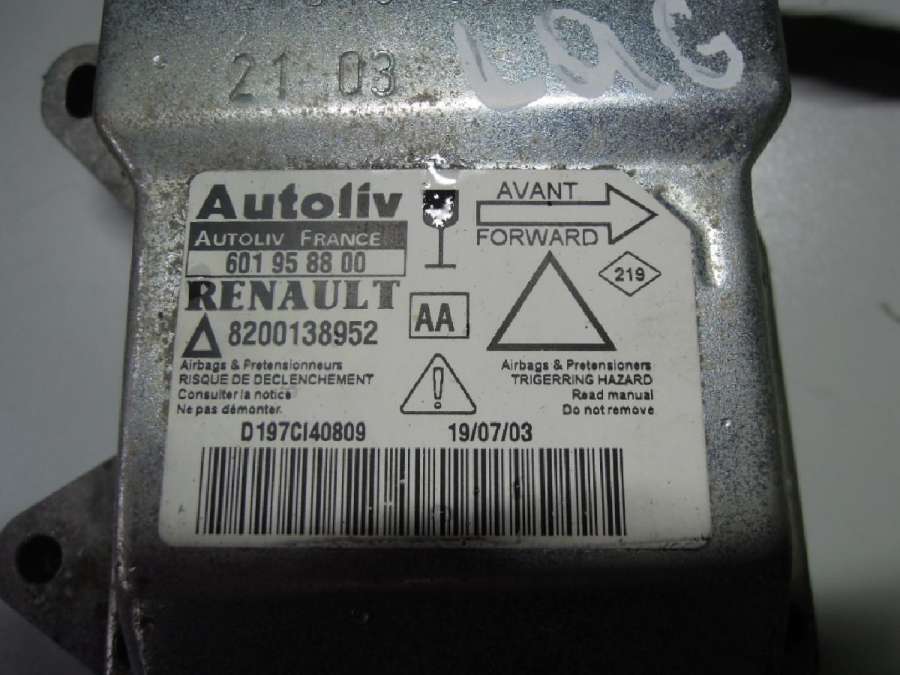 21 03
LAG
Autoliv
AUTOLIV FRANCE
601 95 88 00
RENAULT
8200138952
AVANT
FORWARD
219
AA
Airbags & Pretensionneurs
RISQUE DE DECLENCHEMENT
Consulter la notice
Ne pas démonter.
Airbags & Pretensioners
TRIGERRING HAZARD
Read manual
Do not remove
!
D197CI40809 19/07/03